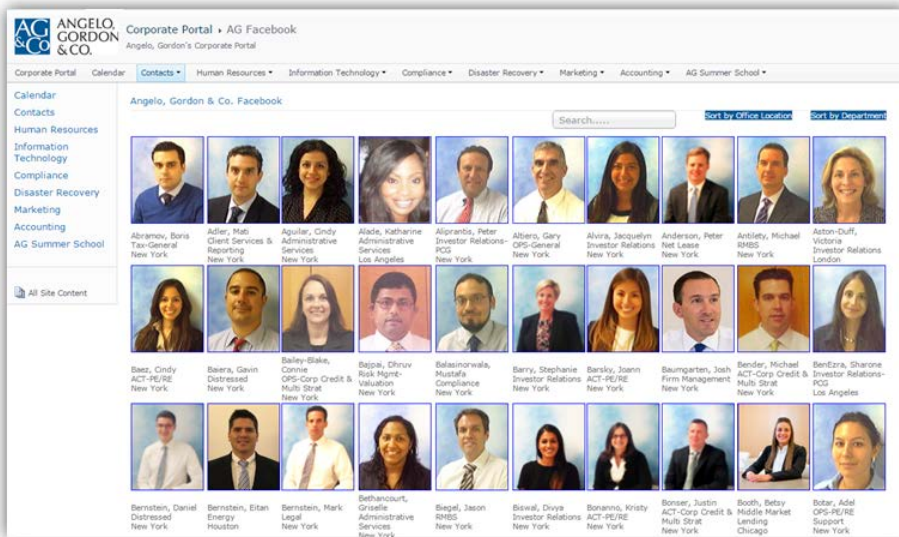 AG
&Co
ANGELO,
GORDON
& CO.
Corporate Portal ▸ AG Facebook
Angelo, Gordon's Corporate Portal
Corporate Portal Calendar Contacts Human Resources Information Technology Compliance Disaster Recovery Marketing Accounting AG Summer School
Calendar
Contacts
Human Resources
Information
Technology
Compliance
Disaster Recovery
Marketing
Accounting
AG Summer School
All Site Content
Angelo, Gordon & Co. Facebook
Search.....
Sort by Office Location
Sort by Department
Abramov, Boris
Tax-General
New York
Adler, Mati
Client Services &
Reporting
New York
Aguilar, Cindy
Administrative
Services
New York
Alade, Katharine
Administrative
Services
Los Angeles
Aliprantis, Peter
Investor Relations-
PCG
New York
Altiero, Gary
OPS-General
New York
Alvira, Jacquelyn
Investor Relations
New York
Anderson, Peter
Net Lease
New York
Antilety, Michael
RMBS
New York
Aston-Duff,
Victoria
Investor Relations
London
Baez, Cindy
ACT-PE/RE
New York
Baiera, Gavin
Distressed
New York
Bailey-Blake,
Connie
OPS-Corp Credit &
Multi Strat
New York
Bajpai, Dhruv
Risk Mgmt-
Valuation
New York
Balasinorwala,
Mustafa
Compliance
New York
Barry, Stephanie
Investor Relations
New York
Barsky, Joann
ACT-PE/RE
New York
Baumgarten, Josh
Firm Management
New York
Bender, Michael
ACT-Corp Credit &
Multi Strat
New York
BenEzra, Sharone
Investor Relations-
PCG
Los Angeles
Bernstein, Daniel
Distressed
New York
Bernstein, Eitan
Energy
Houston
Bernstein, Mark
Legal
New York
Bethancourt,
Griselle
Administrative
Services
New York
Biegel, Jason
RMBS
New York
Biswal, Divya
Investor Relations
New York
Bonanno, Kristy
ACT-PE/RE
New York
Bonser, Justin
ACT-Corp Credit &
Multi Strat
New York
Booth, Betsy
Middle Market
Lending
Chicago
Botar, Adel
OPS-PE/RE
Support
New York